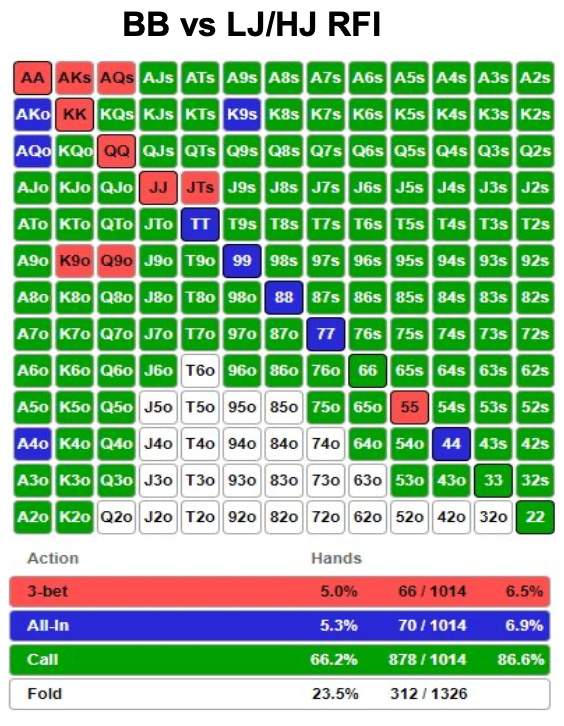 BB vs LJ/HJ RFI
AA AKs AQs AJs ATs A9s A8s A7s A6s A5s A4s A3s A2s
AKo KK KQs KJs KTs K9s K8s K7s K6s K5s K4s K3s K2s
AQo KQo QQ QJs QTs Q9s Q8s Q7s Q6s Q5s Q4s Q3s Q2s
AJo KJo QJo JJ JTs J9s J8s J7s J6s J5s J4s J3s J2s
ATo KTo QTo JTo TT T9s T8s T7s T6s T5s T4s T3s T2s
A9o K9o Q9o J9o T9o 99 98s 97s 96s 95s 94s 93s 92s
A8o K8o Q8o J8o T8o 98o 88 87s 86s 85s 84s 83s 82s
A7o K7o Q7o J7o T7o 97o 87o 77 76s 75s 74s 73s 72s
A6o K6o Q6o J6o T6o 96o 86o 76o 66 65s 64s 63s 62s
A5o K5o Q5o J5o T5o 95o 85o 75o 65o 55 54s 53s 52s
A4o K4o Q4o J4o T4o 94o 84o 74o 64o 54o 44 43s 42s
A3o K3o Q3o J3o T3o 93o 83o 73o 63o 53o 43o 33 32s
A2o K2o Q2o J2o T2o 92o 82o 72o 62o 52o 42o 32o 22
Action Hands
3-bet 5.0% 66 / 1014 6.5%
All-In 5.3% 70 / 1014 6.9%
Call 66.2% 878 / 1014 86.6%
Fold 23.5% 312 / 1326